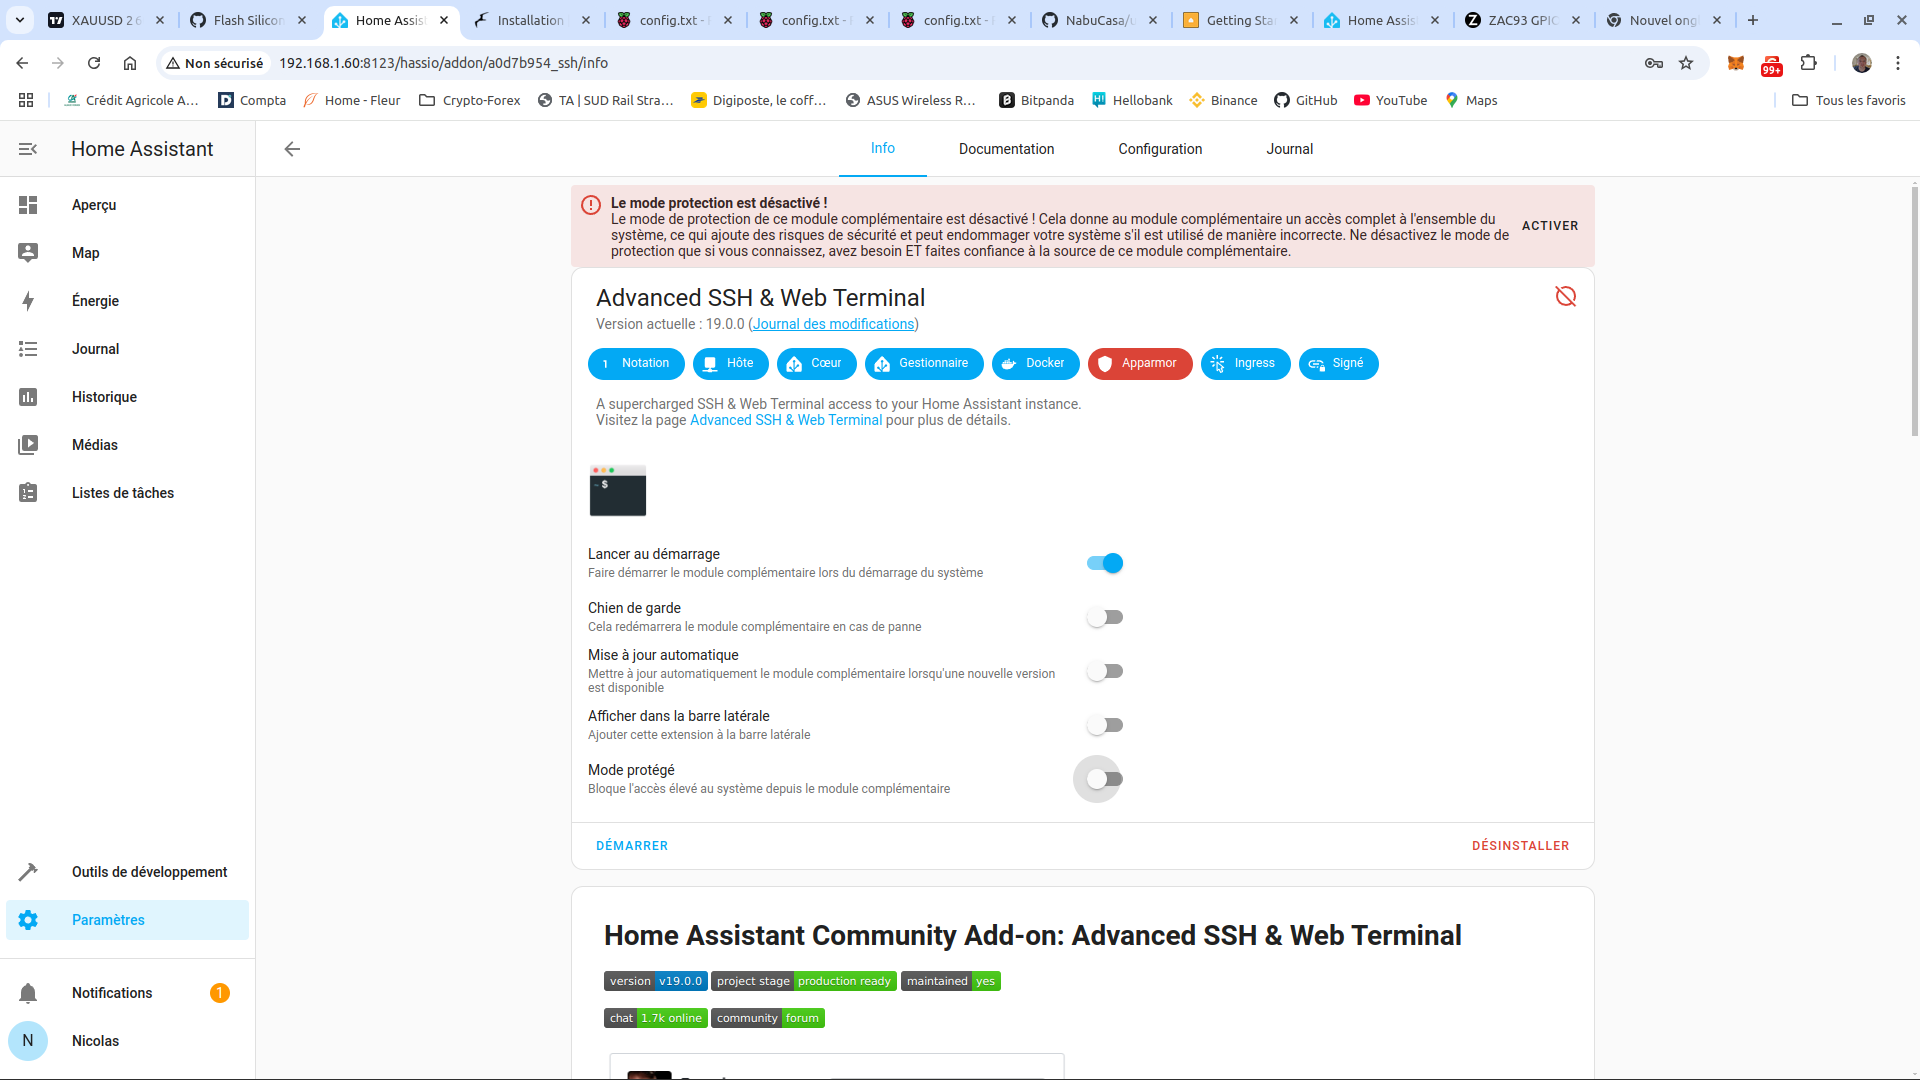 XAUUSD 2 6
Flash Silicon
Home Assis
Installation
config.txt -
config.txt -
config.txt -
NabuCasa/u
Getting Sta
Home Assis
ZAC93 GPIO
Nouvel ong
Non sécurisé
192.168.1.60:8123/hassio/addon/a0d7b954_ssh/info
99+
Crédit Agricole A...
Compta
Home - Fleur
Crypto-Forex
TA | SUD Rail Stra...
Digiposte, le coff...
ASUS Wireless R...
Bitpanda
Hellobank
Binance
GitHub
YouTube
Maps
Tous les favoris
Home Assistant
Info
Documentation
Configuration
Journal
Aperçu
Map
Énergie
Journal
Historique
Médias
Listes de tâches
Outils de développement
Paramètres
Notifications
1
N
Nicolas
Le mode protection est désactivé !
Le mode de protection de ce module complémentaire est désactivé ! Cela donne au module complémentaire un accès complet à l'ensemble du
système, ce qui ajoute des risques de sécurité et peut endommager votre système s'il est utilisé de manière incorrecte. Ne désactivez le mode de
protection que si vous connaissez, avez besoin ET faites confiance à la source de ce module complémentaire.
ACTIVER
Advanced SSH & Web Terminal
Version actuelle : 19.0.0 (Journal des modifications)
1 Notation
Hôte
Cœur
Gestionnaire
Docker
Apparmor
Ingress
Signé
A supercharged SSH & Web Terminal access to your Home Assistant instance.
Visitez la page Advanced SSH & Web Terminal pour plus de détails.
~ $
Lancer au démarrage
Faire démarrer le module complémentaire lors du démarrage du système
Chien de garde
Cela redémarrera le module complémentaire en cas de panne
Mise à jour automatique
Mettre à jour automatiquement le module complémentaire lorsqu'une nouvelle version
est disponible
Afficher dans la barre latérale
Ajouter cette extension à la barre latérale
Mode protégé
Bloque l'accès élevé au système depuis le module complémentaire
DÉMARRER
DÉSINSTALLER
Home Assistant Community Add-on: Advanced SSH & Web Terminal
version v19.0.0
project stage production ready
maintained yes
chat 1.7k online
community forum